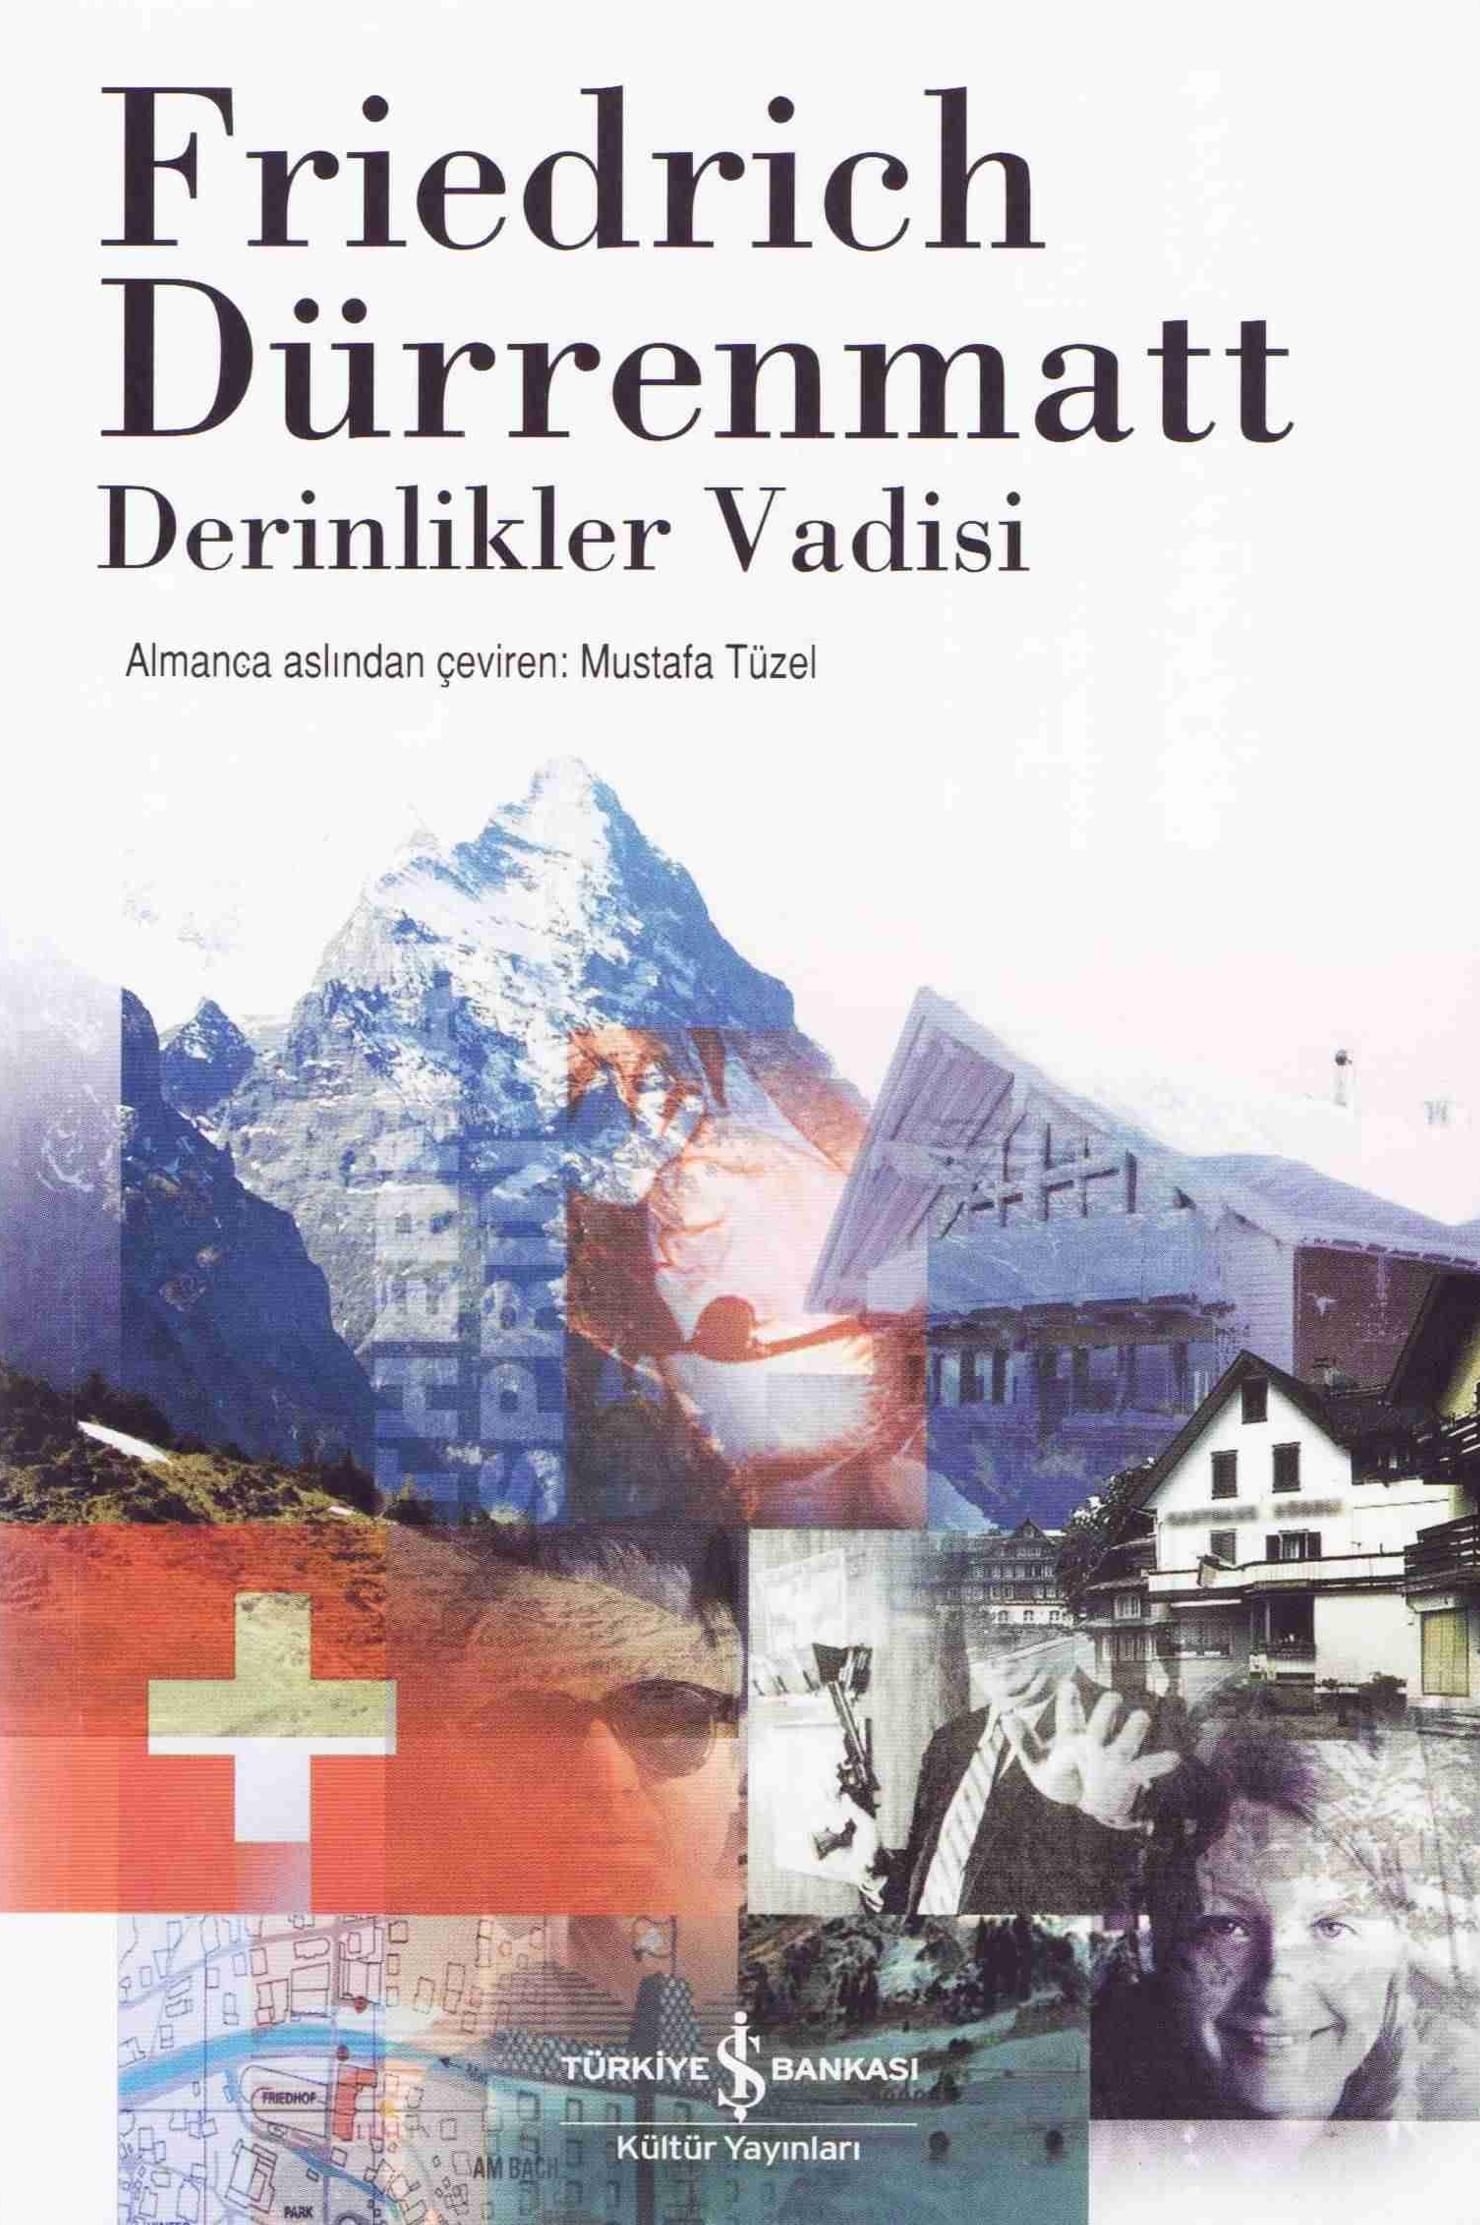 Friedrich
Dürrenmatt
Derinlikler Vadisi
Almanca aslından çeviren: Mustafa Tüzel
TÜRKİYE İŞ BANKASI
Kültür Yayınları
FRIEDHOF
AM BACH
PARK